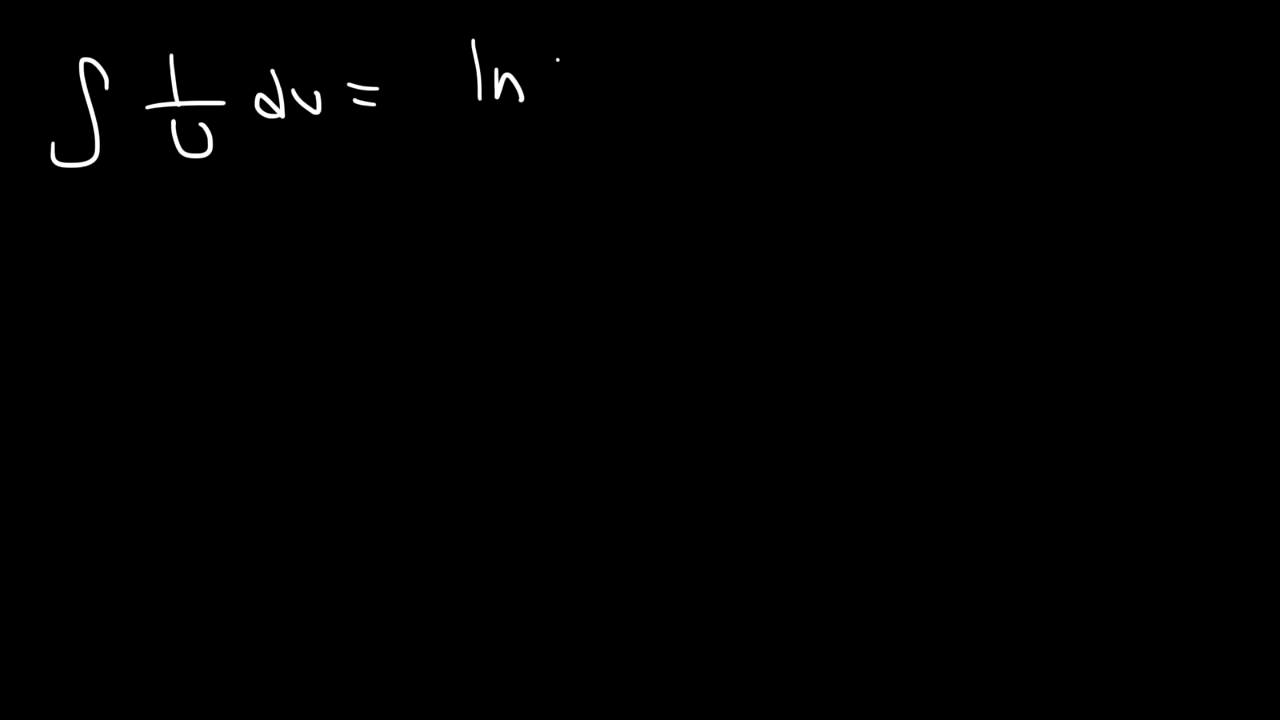 ∫ 1/u du = ln